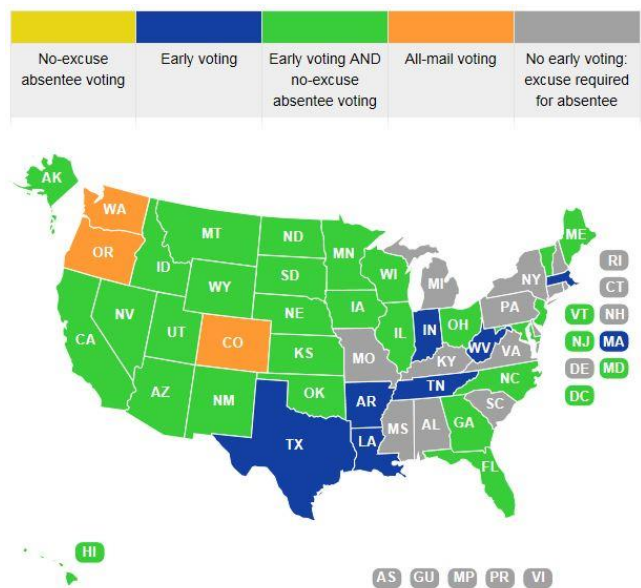 No-excuse
absentee voting
Early voting
Early voting AND
no-excuse
absentee voting
All-mail voting
No early voting:
excuse required
for absentee
AK
WA
OR
MT
ID
WY
ND
SD
NE
MN
WI
IA
MI
ME
NY
PA
RI
CT
VT NH
NJ MA
DE MD
DC
CA
NV
UT
CO
KS
MO
IL
IN
OH
WV
VA
KY
AZ
NM
OK
AR
TN
NC
SC
TX
LA
MS
AL
GA
FL
HI
AS GU MP PR VI